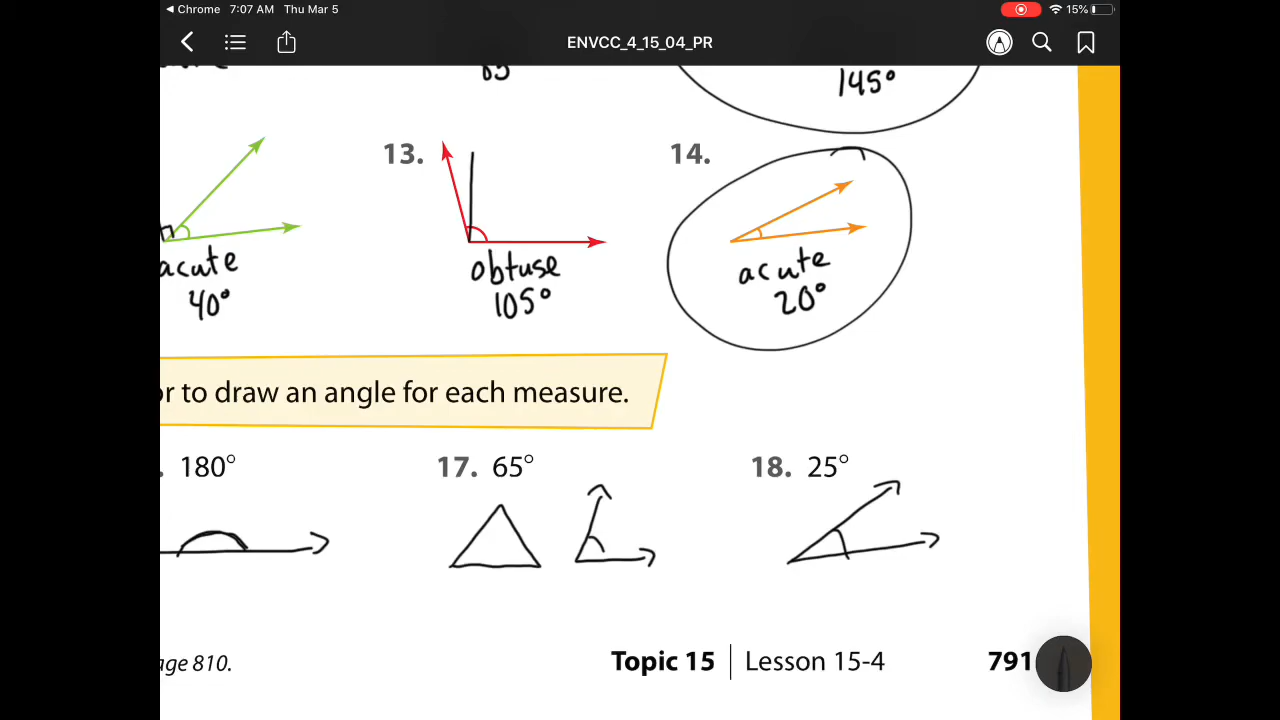 Chrome 7:07 AM Thu Mar 5 15%
ENVCC_4_15_04_PR
145°
13. 14.
acute
40°
obtuse
105°
acute
20°
or to draw an angle for each measure.
180° 17. 65° 18. 25°
age 810. Topic 15 | Lesson 15-4 791